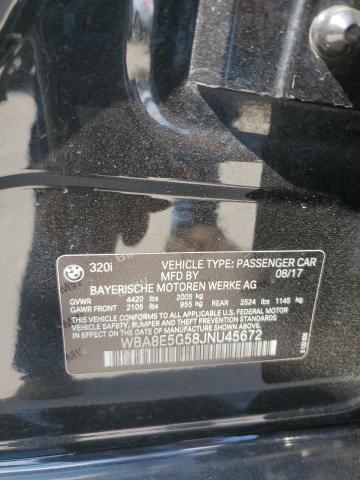 320i VEHICLE TYPE: PASSENGER CAR
MFD BY 08/17
BAYERISCHE MOTOREN WERKE AG
GVWR 4420 lbs 2005 kg
GAWR FRONT 2105 lbs 955 kg REAR 2524 lbs 1145 kg
THIS VEHICLE CONFORMS TO ALL APPLICABLE U.S. FEDERAL MOTOR VEHICLE
SAFETY, BUMPER AND THEFT PREVENTION STANDARDS IN EFFECT ON THE
DATE OF MANUFACTURE SHOWN ABOVE.
WBA8E5G58JNU45672